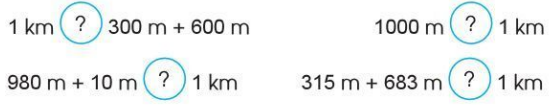 1 km ? 300 m + 600 m
1000 m ? 1 km
980 m + 10 m ? 1 km
315 m + 683 m ? 1 km